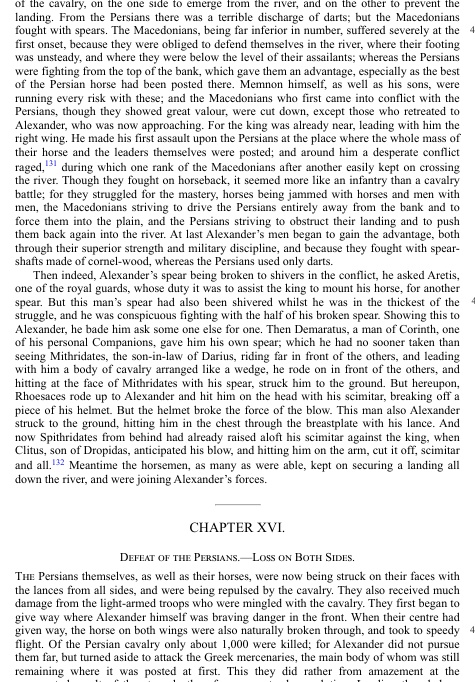 of the cavalry, on the one side to emerge from the river, and on the other to prevent the
landing. From the Persians there was a terrible discharge of darts; but the Macedonians
fought with spears. The Macedonians, being far inferior in number, suffered severely at the
first onset, because they were obliged to defend themselves in the river, where their footing
was unsteady, and where they were below the level of their assailants; whereas the Persians
were fighting from the top of the bank, which gave them an advantage, especially as the best
of the Persian horse had been posted there. Memnon himself, as well as his sons, were
running every risk with these; and the Macedonians who first came into conflict with the
Persians, though they showed great valour, were cut down, except those who retreated to
Alexander, who was now approaching. For the king was already near, leading with him the
right wing. He made his first assault upon the Persians at the place where the whole mass of
their horse and the leaders themselves were posted; and around him a desperate conflict
raged,131 during which one rank of the Macedonians after another easily kept on crossing
the river. Though they fought on horseback, it seemed more like an infantry than a cavalry
battle; for they struggled for the mastery, horses being jammed with horses and men with
men, the Macedonians striving to drive the Persians entirely away from the bank and to
force them into the plain, and the Persians striving to obstruct their landing and to push
them back again into the river. At last Alexander's men began to gain the advantage, both
through their superior strength and military discipline, and because they fought with spear-
shafts made of cornel-wood, whereas the Persians used only darts.
Then indeed, Alexander's spear being broken to shivers in the conflict, he asked Aretis,
one of the royal guards, whose duty it was to assist the king to mount his horse, for another
spear. But this man's spear had also been shivered whilst he was in the thickest of the
struggle, and he was conspicuous fighting with the half of his broken spear. Showing this to
Alexander, he bade him ask some one else for one. Then Demaratus, a man of Corinth, one
of his personal Companions, gave him his own spear; which he had no sooner taken than
seeing Mithridates, the son-in-law of Darius, riding far in front of the others, and leading
with him a body of cavalry arranged like a wedge, he rode on in front of the others, and
hitting at the face of Mithridates with his spear, struck him to the ground. But hereupon,
Rhoesaces rode up to Alexander and hit him on the head with his scimitar, breaking off a
piece of his helmet. But the helmet broke the force of the blow. This man also Alexander
struck to the ground, hitting him in the chest through the breastplate with his lance. And
now Spithridates from behind had already raised aloft his scimitar against the king, when
Clitus, son of Dropidas, anticipated his blow, and hitting him on the arm, cut it off, scimitar
and all.132 Meantime the horsemen, as many as were able, kept on securing a landing all
down the river, and were joining Alexander's forces.
CHAPTER XVI.
Defeat of the Persians.—Loss on Both Sides.
The Persians themselves, as well as their horses, were now being struck on their faces with
the lances from all sides, and were being repulsed by the cavalry. They also received much
damage from the light-armed troops who were mingled with the cavalry. They first began to
give way where Alexander himself was braving danger in the front. When their centre had
given way, the horse on both wings were also naturally broken through, and took to speedy
flight. Of the Persian cavalry only about 1,000 were killed; for Alexander did not pursue
them far, but turned aside to attack the Greek mercenaries, the main body of whom was still
remaining where it was posted at first. This they did rather from amazement at the